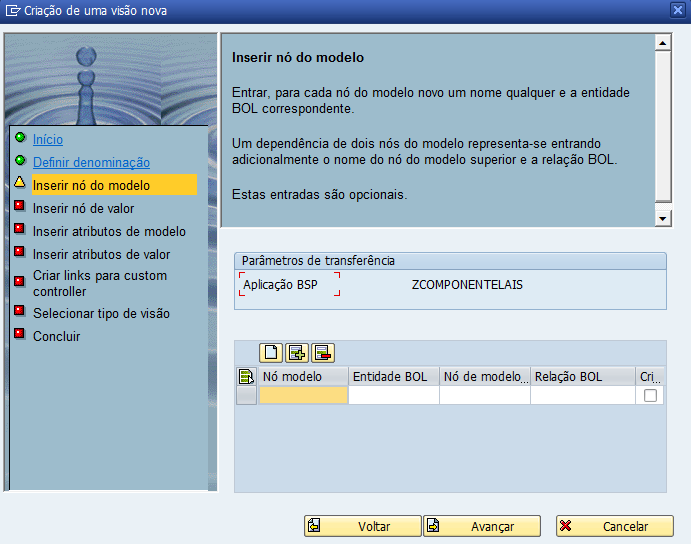 Criação de uma visão nova
Início
Definir denominação
Inserir nó do modelo
Inserir nó de valor
Inserir atributos de modelo
Inserir atributos de valor
Criar links para custom
controller
Selecionar tipo de visão
Concluir
Inserir nó do modelo
Entrar, para cada nó do modelo novo um nome qualquer e a entidade
BOL correspondente.
Um dependência de dois nós do modelo representa-se entrando
adicionalmente o nome do nó do modelo superior e a relação BOL.
Estas entradas são opcionais.
Parâmetros de transferência
Aplicação BSP ZCOMPONENTELAIS
Nó modelo Entidade BOL Nó de modelo... Relação BOL Cri...
Voltar Avançar Cancelar